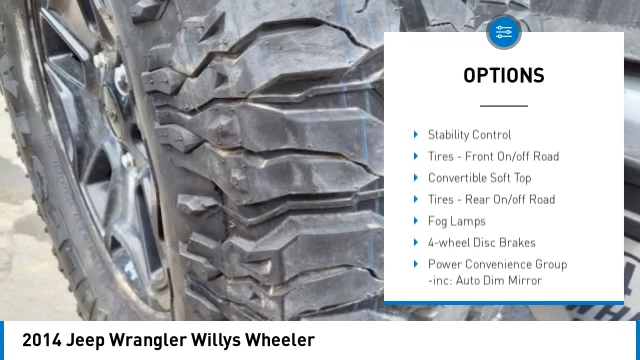 OPTIONS
Stability Control
Tires - Front On/off Road
Convertible Soft Top
Tires - Rear On/off Road
Fog Lamps
4-wheel Disc Brakes
Power Convenience Group
-inc: Auto Dim Mirror
2014 Jeep Wrangler Willys Wheeler